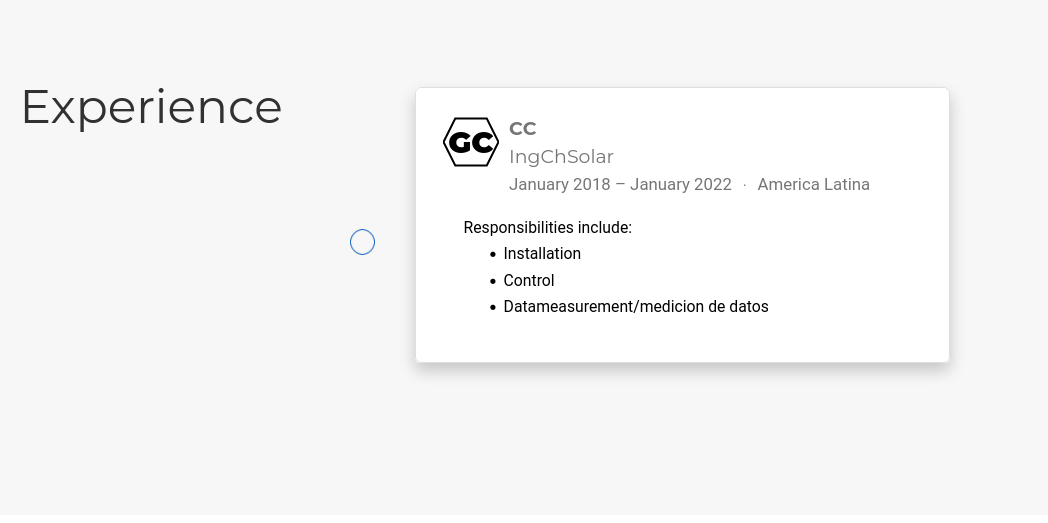 Experience
GC
CC
IngChSolar
January 2018 – January 2022 · America Latina
Responsibilities include:
• Installation
• Control
• Datameasurement/medicion de datos